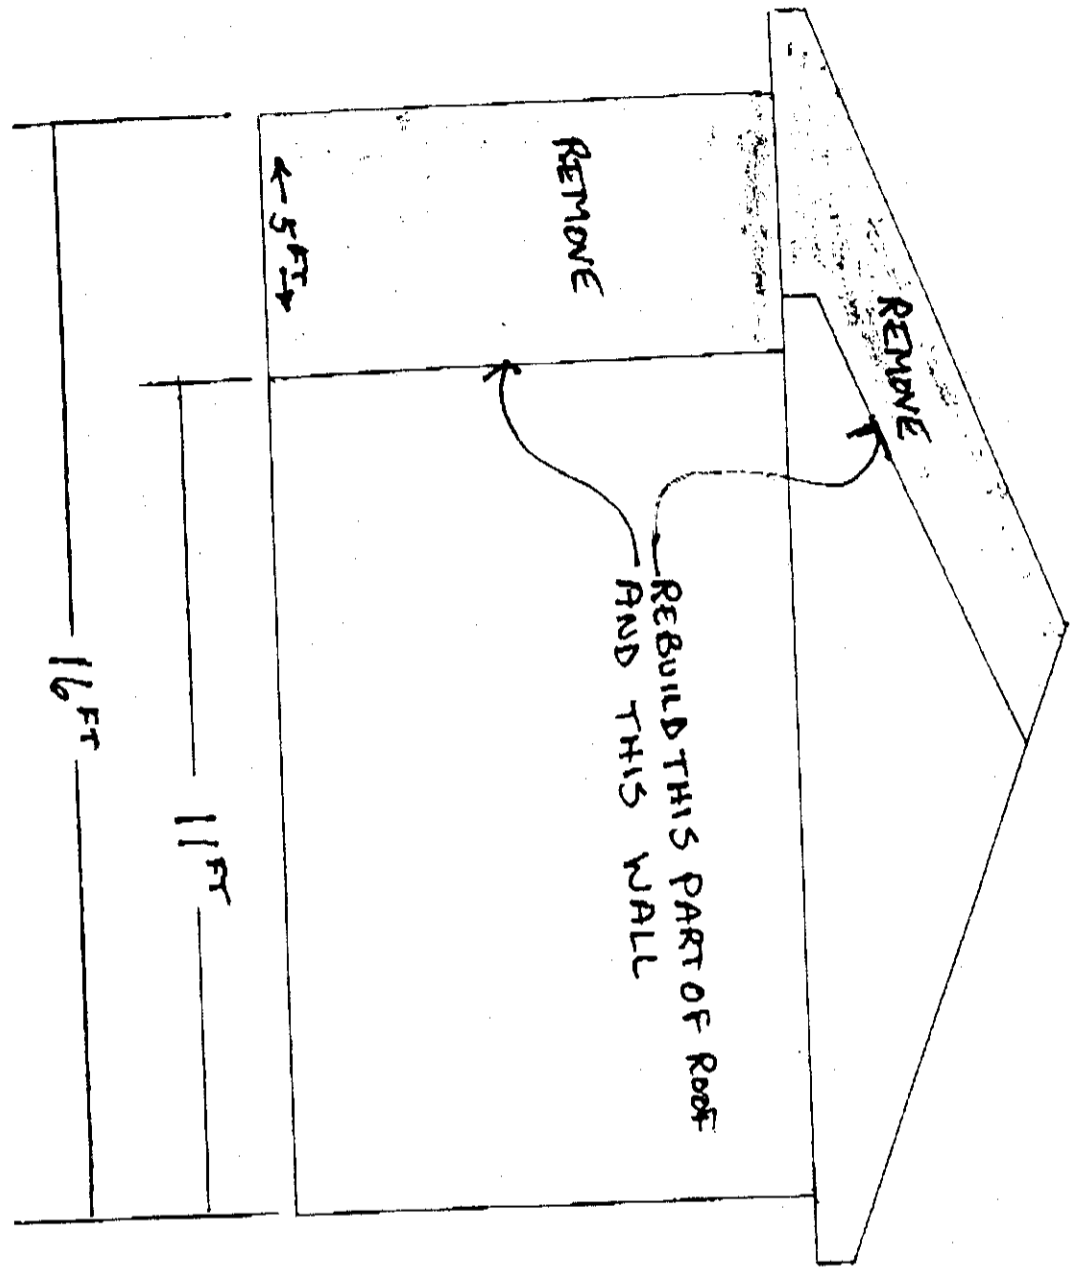 REMOVE
REMOVE
REBUILD THIS PART OF ROOF
AND THIS WALL
← 5 FT →
11 FT
16 FT